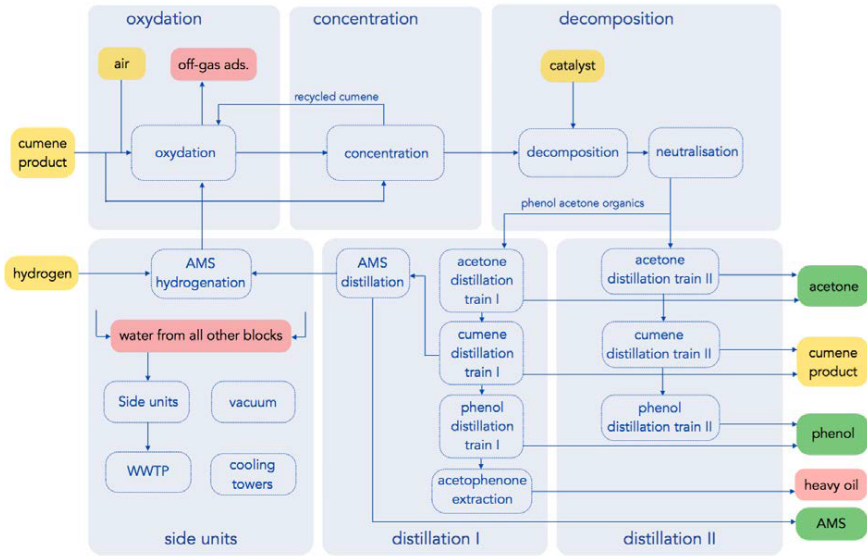 oxydation
concentration
decomposition
air
off-gas ads.
catalyst
recycled cumene
cumene
product
oxydation
concentration
decomposition
neutralisation
phenol acetone organics
hydrogen
AMS
hydrogenation
AMS
distillation
acetone
distillation
train I
acetone
distillation train II
acetone
water from all other blocks
cumene
distillation
train I
cumene
distillation train II
cumene
product
Side units
vacuum
phenol
distillation
train I
phenol
distillation train II
phenol
WWTP
cooling
towers
acetophenone
extraction
heavy oil
AMS
side units
distillation I
distillation II